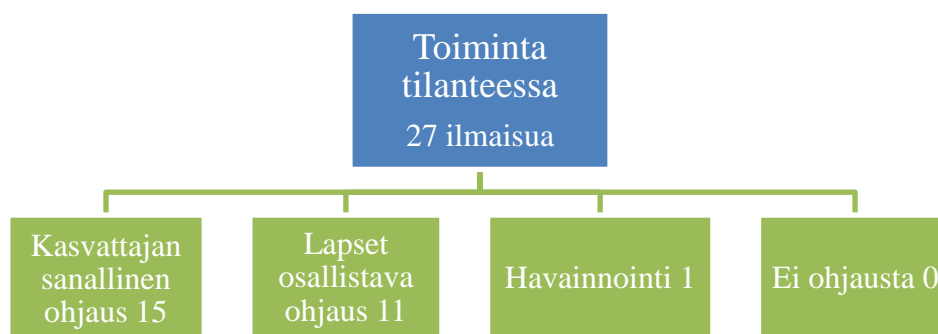 Toiminta
tilanteessa
27 ilmaisua
Kasvattajan
sanallinen
ohjaus 15
Lapset
osallistava
ohjaus 11
Havainnointi 1
Ei ohjausta 0